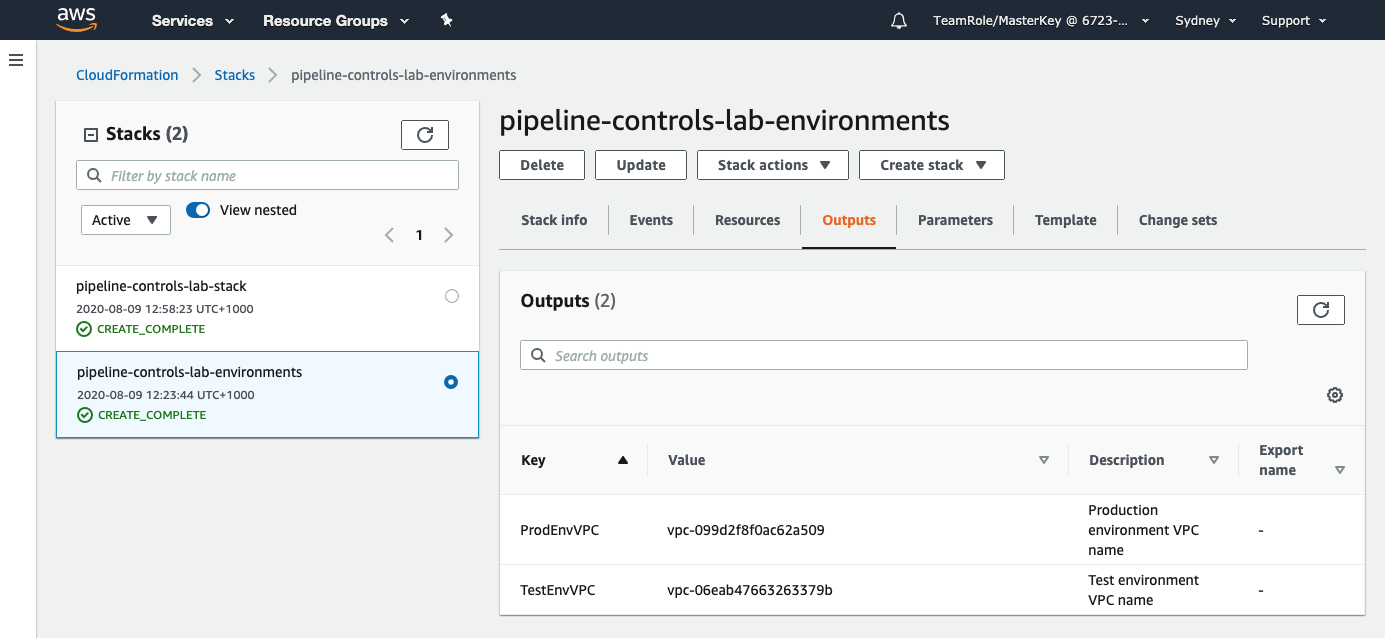 aws
Services
Resource Groups
TeamRole/MasterKey @ 6723-...
Sydney
Support
CloudFormation
Stacks
pipeline-controls-lab-environments
Stacks (2)
Filter by stack name
Active
View nested
1
pipeline-controls-lab-stack
2020-08-09 12:58:23 UTC+1000
CREATE_COMPLETE
pipeline-controls-lab-environments
2020-08-09 12:23:44 UTC+1000
CREATE_COMPLETE
pipeline-controls-lab-environments
Delete
Update
Stack actions
Create stack
Stack info
Events
Resources
Outputs
Parameters
Template
Change sets
Outputs (2)
Search outputs
Key
Value
Description
Export
name
ProdEnvVPC
vpc-099d2f8f0ac62a509
Production
environment VPC
name
-
TestEnvVPC
vpc-06eab47663263379b
Test environment
VPC name
-